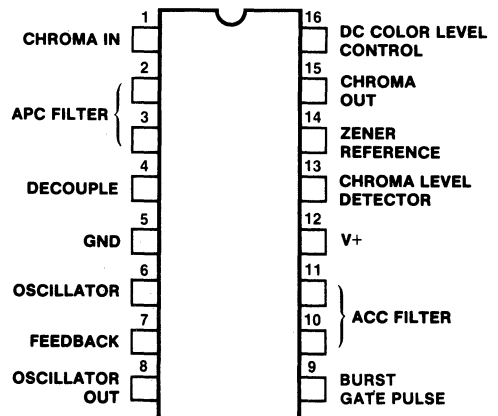 1
16
CHROMA IN
DC COLOR LEVEL
CONTROL
2
15
CHROMA
OUT
APC FILTER
3
14
ZENER
REFERENCE
4
13
DECOUPLE
CHROMA LEVEL
DETECTOR
5
12
GND
V+
6
11
OSCILLATOR
ACC FILTER
7
10
FEEDBACK
8
9
OSCILLATOR
OUT
BURST
GATE PULSE